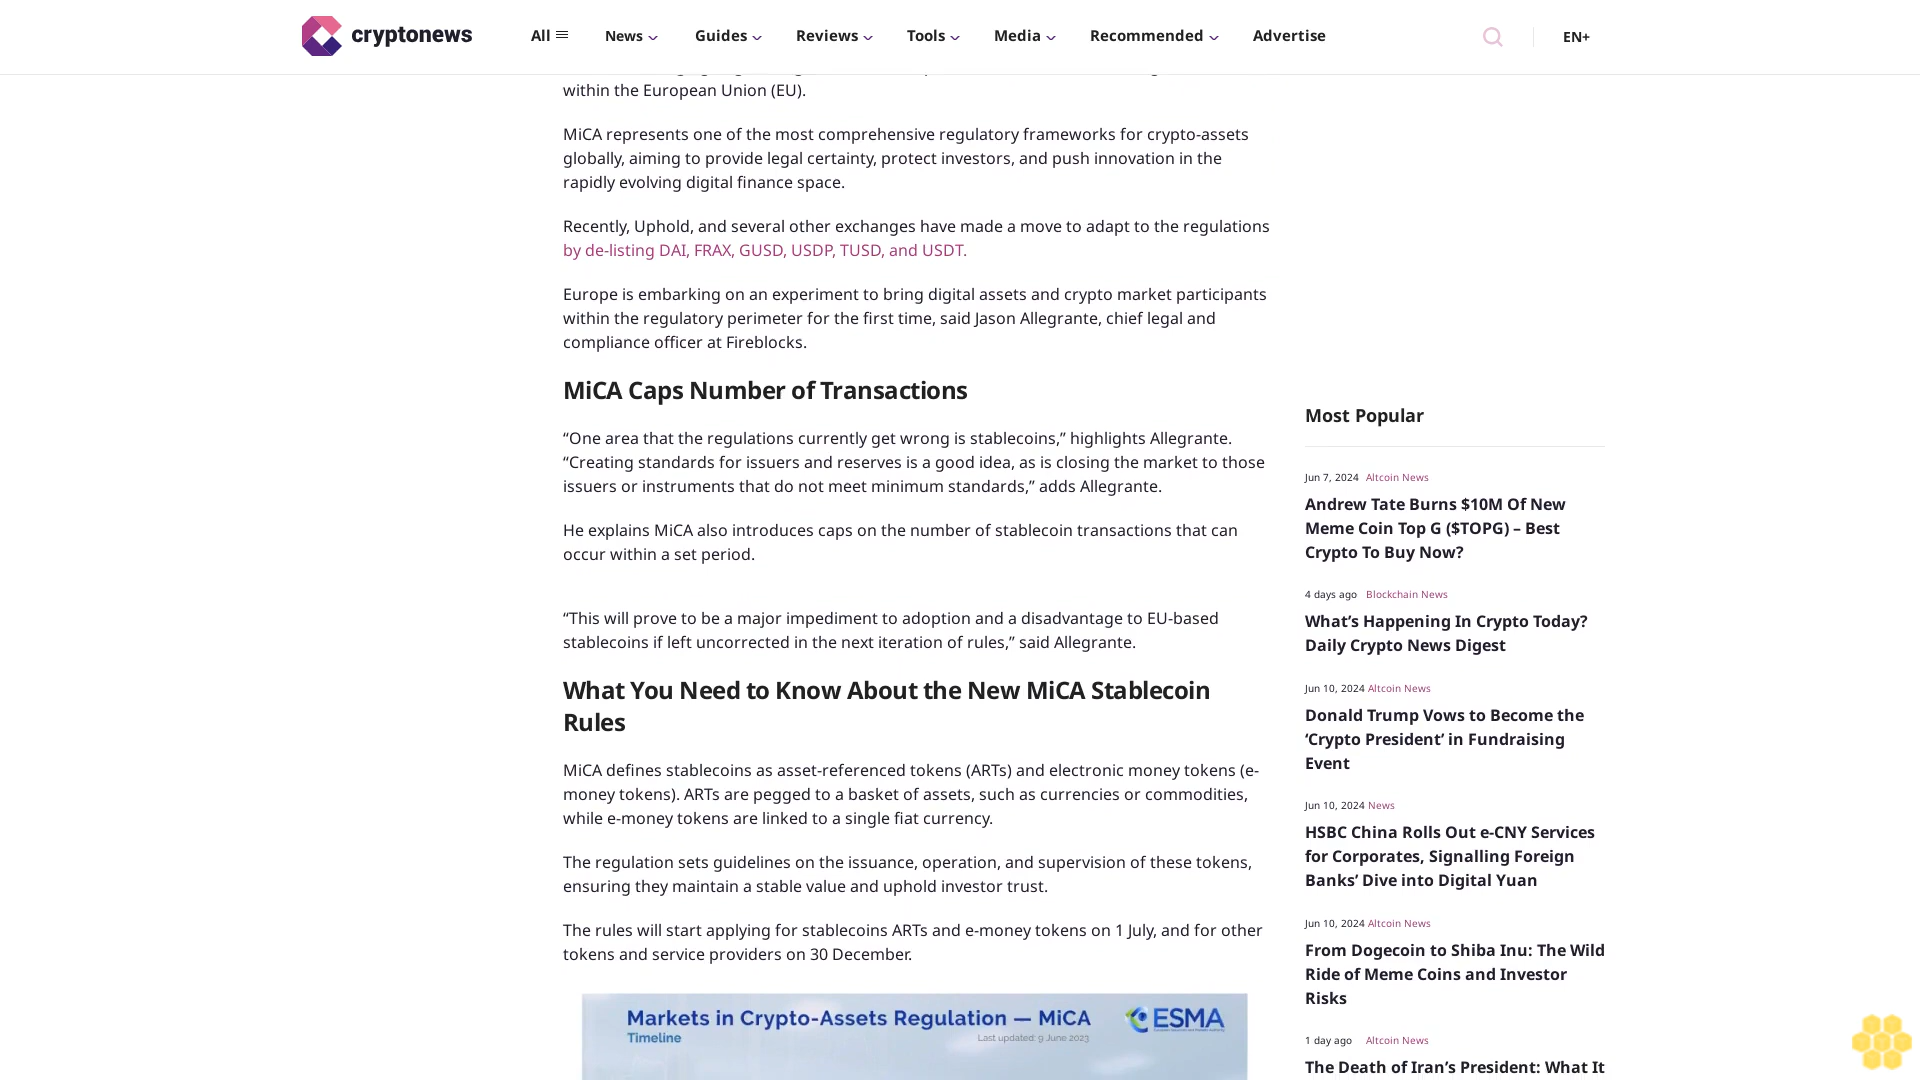 cryptonews
All
News
Guides
Reviews
Tools
Media
Recommended
Advertise
EN+
within the European Union (EU).
MiCA represents one of the most comprehensive regulatory frameworks for crypto-assets
globally, aiming to provide legal certainty, protect investors, and push innovation in the
rapidly evolving digital finance space.
Recently, Uphold, and several other exchanges have made a move to adapt to the regulations
by de-listing DAI, FRAX, GUSD, USDP, TUSD, and USDT.
Europe is embarking on an experiment to bring digital assets and crypto market participants
within the regulatory perimeter for the first time, said Jason Allegrante, chief legal and
compliance officer at Fireblocks.
MiCA Caps Number of Transactions
“One area that the regulations currently get wrong is stablecoins,” highlights Allegrante.
“Creating standards for issuers and reserves is a good idea, as is closing the market to those
issuers or instruments that do not meet minimum standards,” adds Allegrante.
He explains MiCA also introduces caps on the number of stablecoin transactions that can
occur within a set period.
“This will prove to be a major impediment to adoption and a disadvantage to EU-based
stablecoins if left uncorrected in the next iteration of rules,” said Allegrante.
What You Need to Know About the New MiCA Stablecoin
Rules
MiCA defines stablecoins as asset-referenced tokens (ARTs) and electronic money tokens (e-
money tokens). ARTs are pegged to a basket of assets, such as currencies or commodities,
while e-money tokens are linked to a single fiat currency.
The regulation sets guidelines on the issuance, operation, and supervision of these tokens,
ensuring they maintain a stable value and uphold investor trust.
The rules will start applying for stablecoins ARTs and e-money tokens on 1 July, and for other
tokens and service providers on 30 December.
Markets in Crypto-Assets Regulation — MiCA
Timeline
Last updated: 9 June 2023
ESMA
Most Popular
Jun 7, 2024 Altcoin News
Andrew Tate Burns $10M Of New
Meme Coin Top G ($TOPG) – Best
Crypto To Buy Now?
4 days ago Blockchain News
What’s Happening In Crypto Today?
Daily Crypto News Digest
Jun 10, 2024 Altcoin News
Donald Trump Vows to Become the
‘Crypto President’ in Fundraising
Event
Jun 10, 2024 News
HSBC China Rolls Out e-CNY Services
for Corporates, Signalling Foreign
Banks’ Dive into Digital Yuan
Jun 10, 2024 Altcoin News
From Dogecoin to Shiba Inu: The Wild
Ride of Meme Coins and Investor
Risks
1 day ago Altcoin News
The Death of Iran’s President: What It